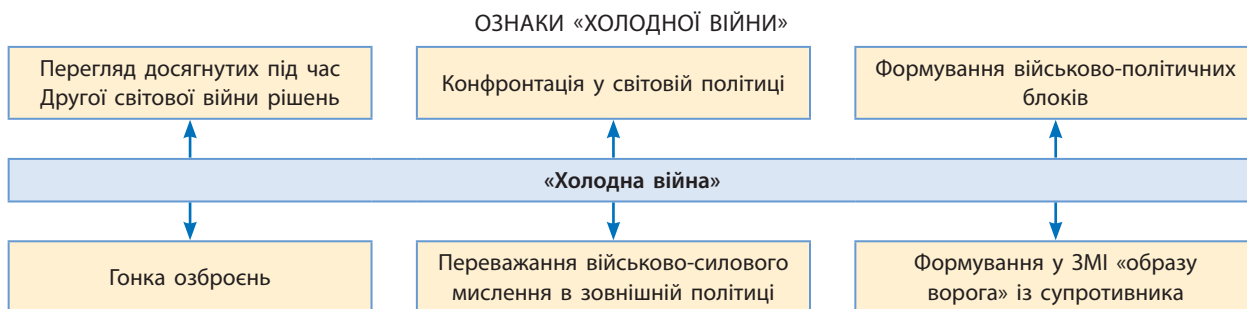 ОЗНАКИ «ХОЛОДНОЇ ВІЙНИ»
Перегляд досягнутих під час
Другої світової війни рішень
Конфронтація у світовій політиці
Формування військово-політичних
блоків
«Холодна війна»
Гонка озброєнь
Переважання військово-силового
мислення в зовнішній політиці
Формування у ЗМІ «образу
ворога» із супротивника